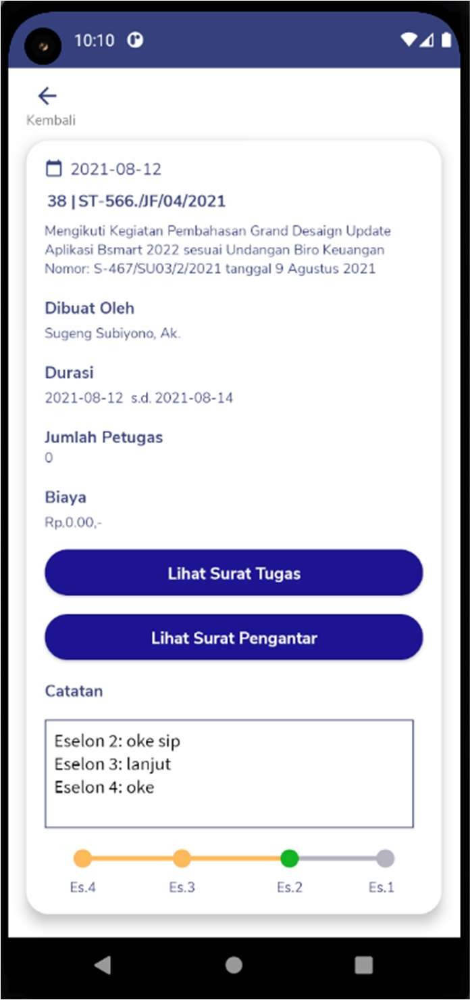 10:10
Kembali
2021-08-12
38 | ST-566./JF/04/2021
Mengikuti Kegiatan Pembahasan Grand Desaign Update
Aplikasi Bsmart 2022 sesuai Undangan Biro Keuangan
Nomor: S-467/SU03/2/2021 tanggal 9 Agustus 2021
Dibuat Oleh
Sugeng Subiyono, Ak.
Durasi
2021-08-12 s.d. 2021-08-14
Jumlah Petugas
0
Biaya
Rp.0.00,-
Lihat Surat Tugas
Lihat Surat Pengantar
Catatan
Eselon 2: oke sip
Eselon 3: lanjut
Eselon 4: oke
Es.4 Es.3 Es.2 Es.1